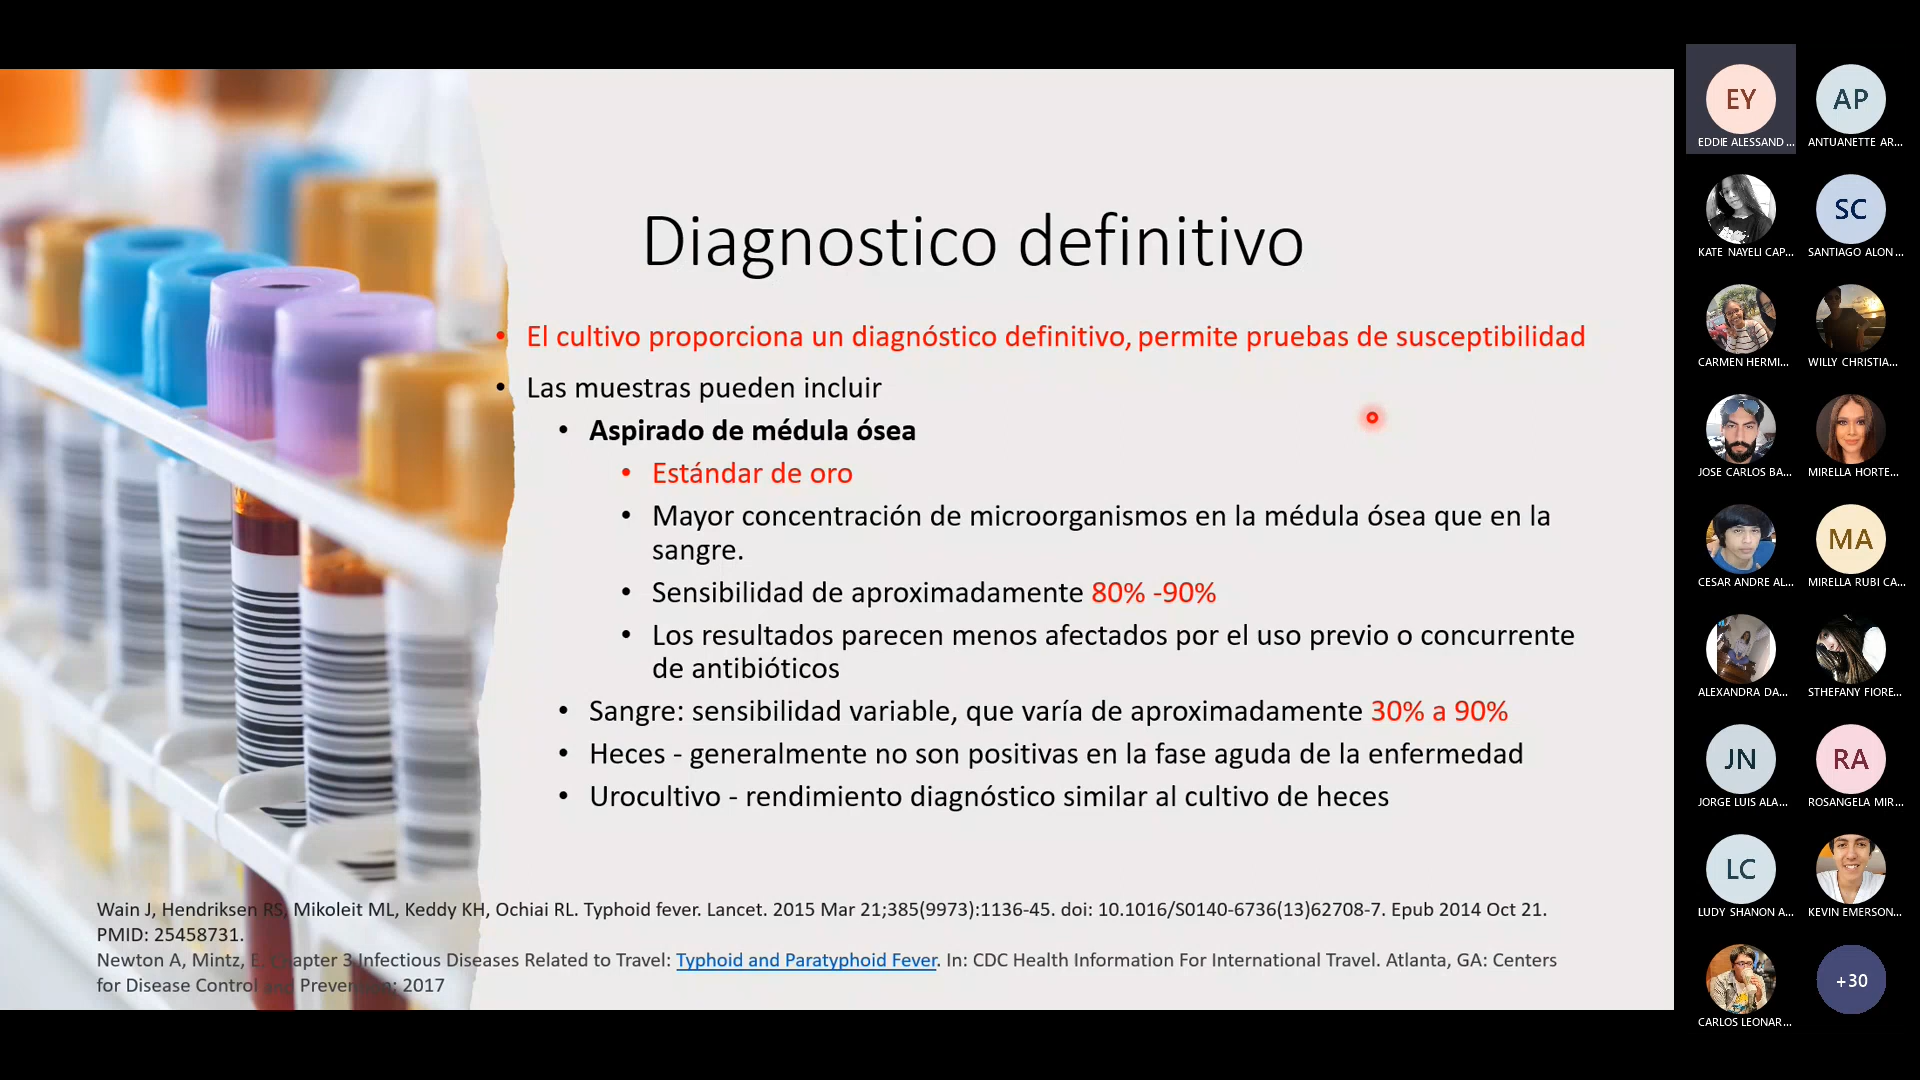 Diagnostico definitivo
• El cultivo proporciona un diagnóstico definitivo, permite pruebas de susceptibilidad
• Las muestras pueden incluir
• Aspirado de médula ósea
• Estándar de oro
• Mayor concentración de microorganismos en la médula ósea que en la
sangre.
• Sensibilidad de aproximadamente 80% -90%
• Los resultados parecen menos afectados por el uso previo o concurrente
de antibióticos
• Sangre: sensibilidad variable, que varía de aproximadamente 30% a 90%
• Heces - generalmente no son positivas en la fase aguda de la enfermedad
• Urocultivo - rendimiento diagnóstico similar al cultivo de heces
Wain J, Hendriksen RS, Mikoleit ML, Keddy KH, Ochiai RL. Typhoid fever. Lancet. 2015 Mar 21;385(9973):1136-45. doi: 10.1016/S0140-6736(13)62708-7. Epub 2014 Oct 21.
PMID: 25458731.
Newton A, Mintz, E. Chapter 3 Infectious Diseases Related to Travel: Typhoid and Paratyphoid Fever. In: CDC Health Information For International Travel. Atlanta, GA: Centers
for Disease Control and Prevention; 2017
EY
AP
EDDIE ALESSAND...
ANTUANETTE AR...
SC
KATE NAYELI CAP...
SANTIAGO ALON...
CARMEN HERMI...
WILLY CHRISTIA...
JOSE CARLOS BA...
MIRELLA HORTE...
MA
CESAR ANDRE AL...
MIRELLA RUBI CA...
ALEXANDRA DA...
STHEFANY FIORE...
JN
RA
JORGE LUIS ALA...
ROSANGELA MIR...
LC
LUDY SHANON A...
KEVIN EMERSON...
+30
CARLOS LEONAR...